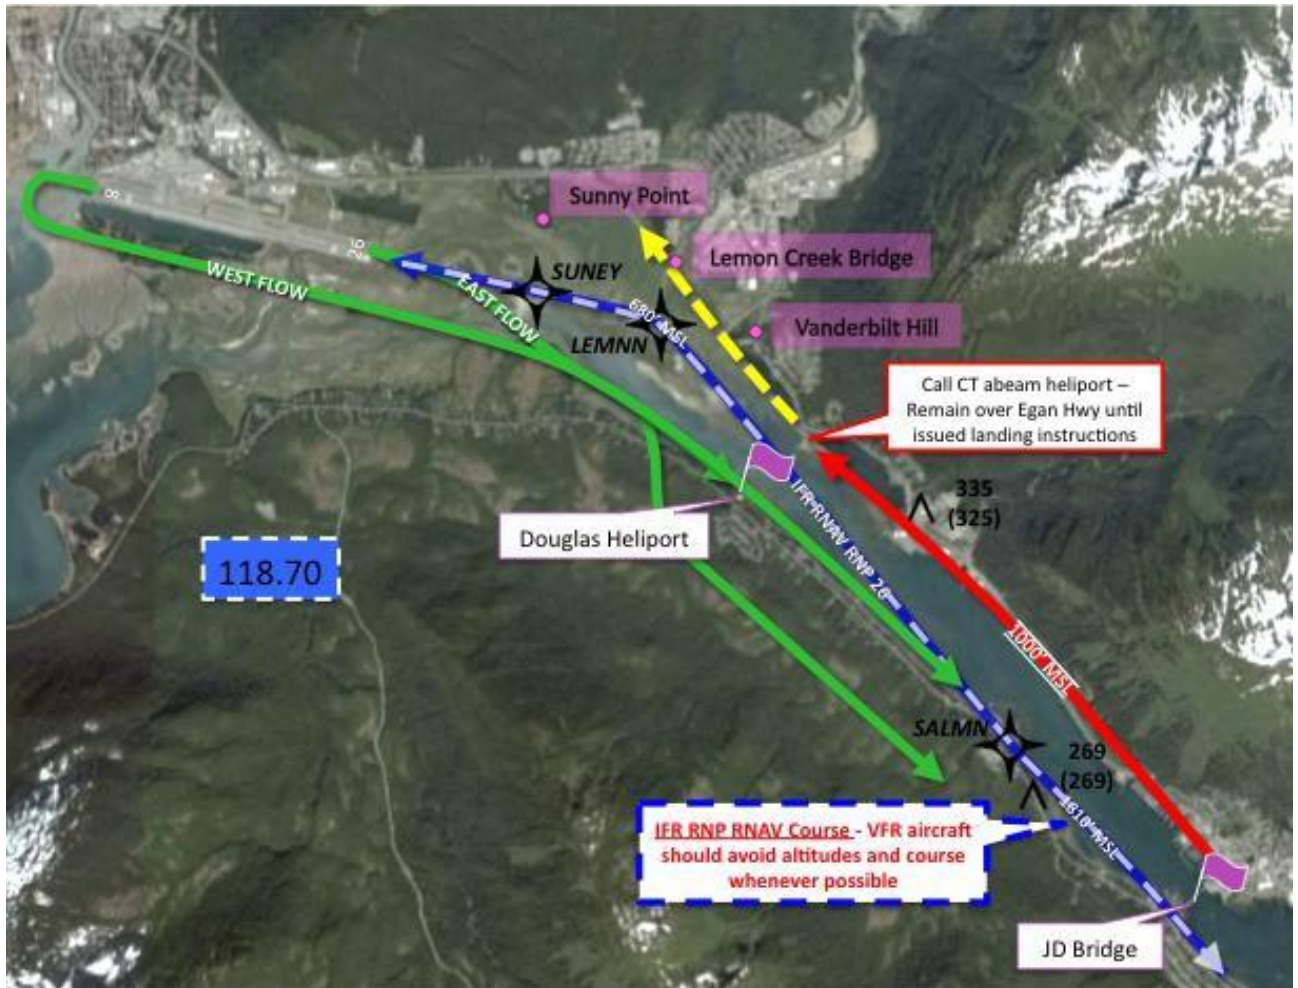 Sunny Point
8
Lemon Creek Bridge
26
SUNEY
WEST FLOW
EAST FLOW
680' MSL
Vanderbilt Hill
LEMNN
Call CT abeam heliport –
Remain over Egan Hwy until
issued landing instructions
335
(325)
IFR RNAV RNP 26
Douglas Heliport
118.70
1000' MSL
SALMN
269
(269)
1810' MSL
IFR RNP RNAV Course - VFR aircraft
should avoid altitudes and course
whenever possible
JD Bridge